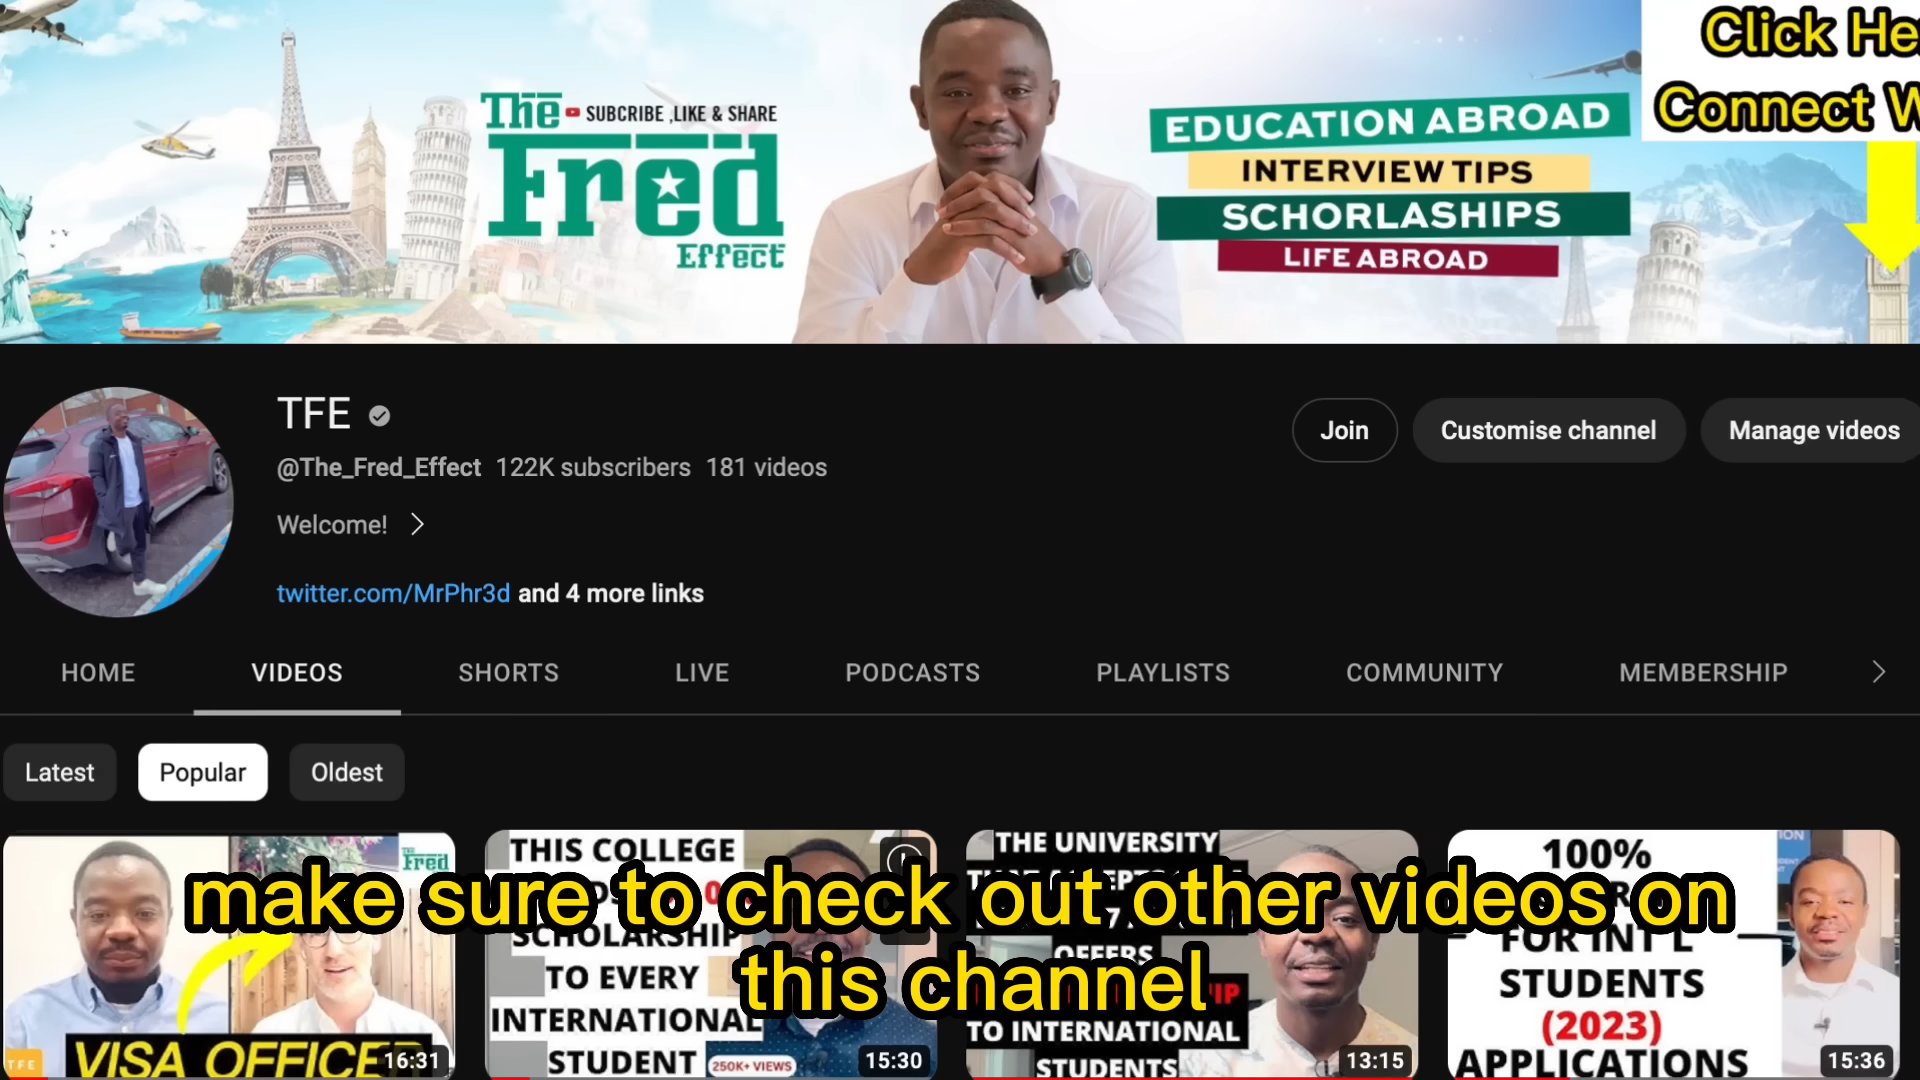 Click He
Connect W
The
SUBCRIBE ,LIKE & SHARE
Fred
Effect
EDUCATION ABROAD
INTERVIEW TIPS
SCHORLASHIPS
LIFE ABROAD
TFE
@The_Fred_Effect 122K subscribers 181 videos
Welcome!
twitter.com/MrPhr3d and 4 more links
Join
Customise channel
Manage videos
HOME
VIDEOS
SHORTS
LIVE
PODCASTS
PLAYLISTS
COMMUNITY
MEMBERSHIP
Latest
Popular
Oldest
Fred
VISA OFFICE
TFE
16:31
THIS COLLEGE
SCHOLARSHIP
TO EVERY
INTERNATIONAL
STUDENT
250K+ VIEWS
15:30
THE UNIVERSITY
OFFERS
TO INTERNATIONAL
STUDENTS
13:15
100%
FOR INT'L
STUDENTS
(2023)
APPLICATIONS
15:36
make sure to check out other videos on
this channel